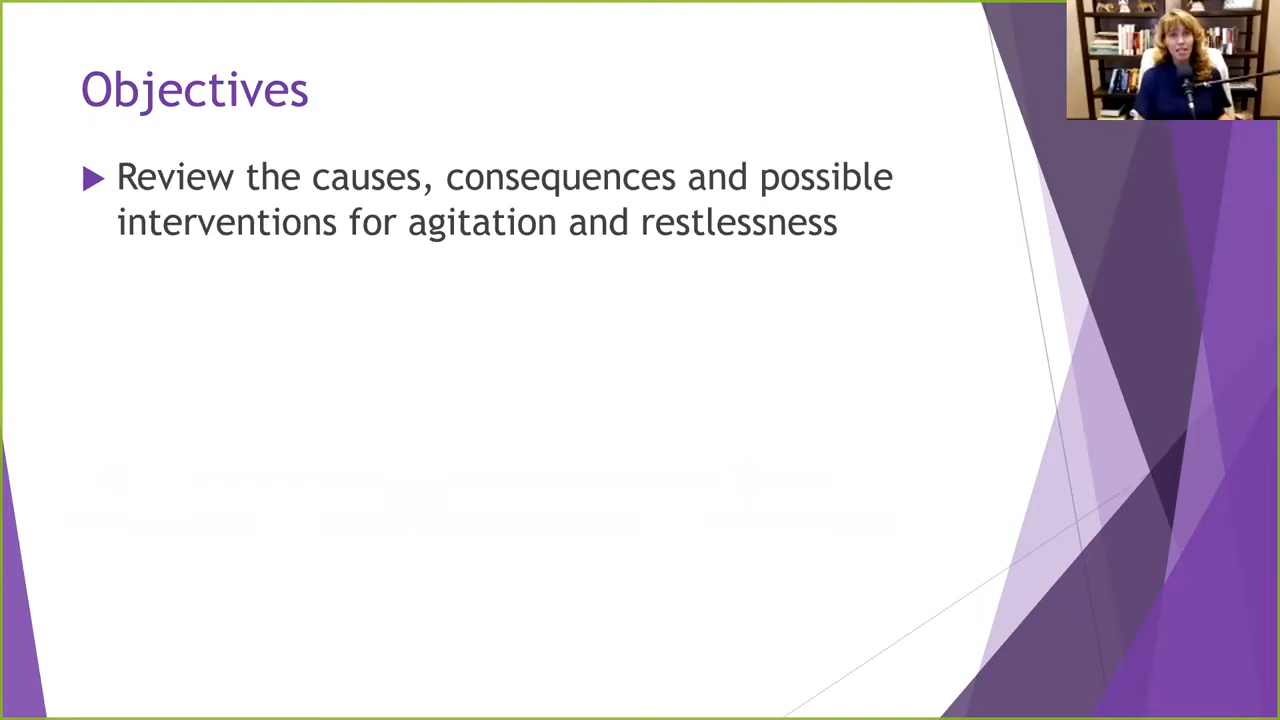 Objectives
Review the causes, consequences and possible
interventions for agitation and restlessness